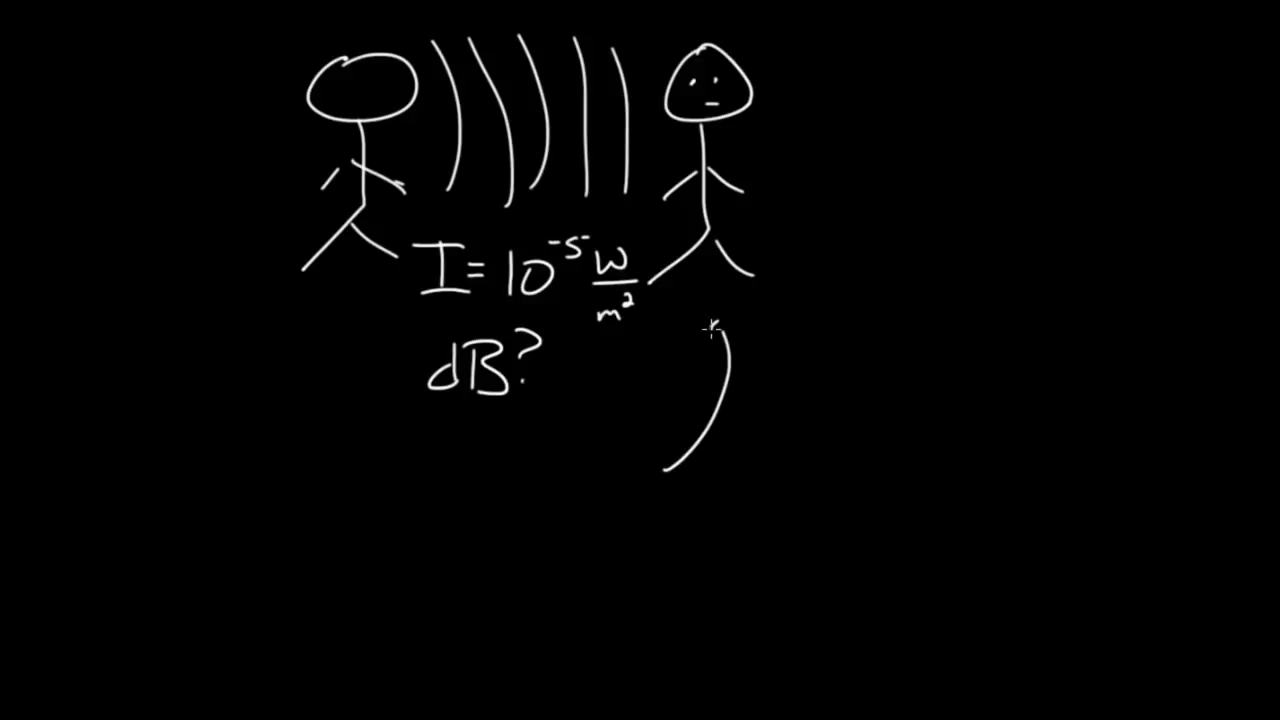 I = 10⁻⁵ W/m²
dB?